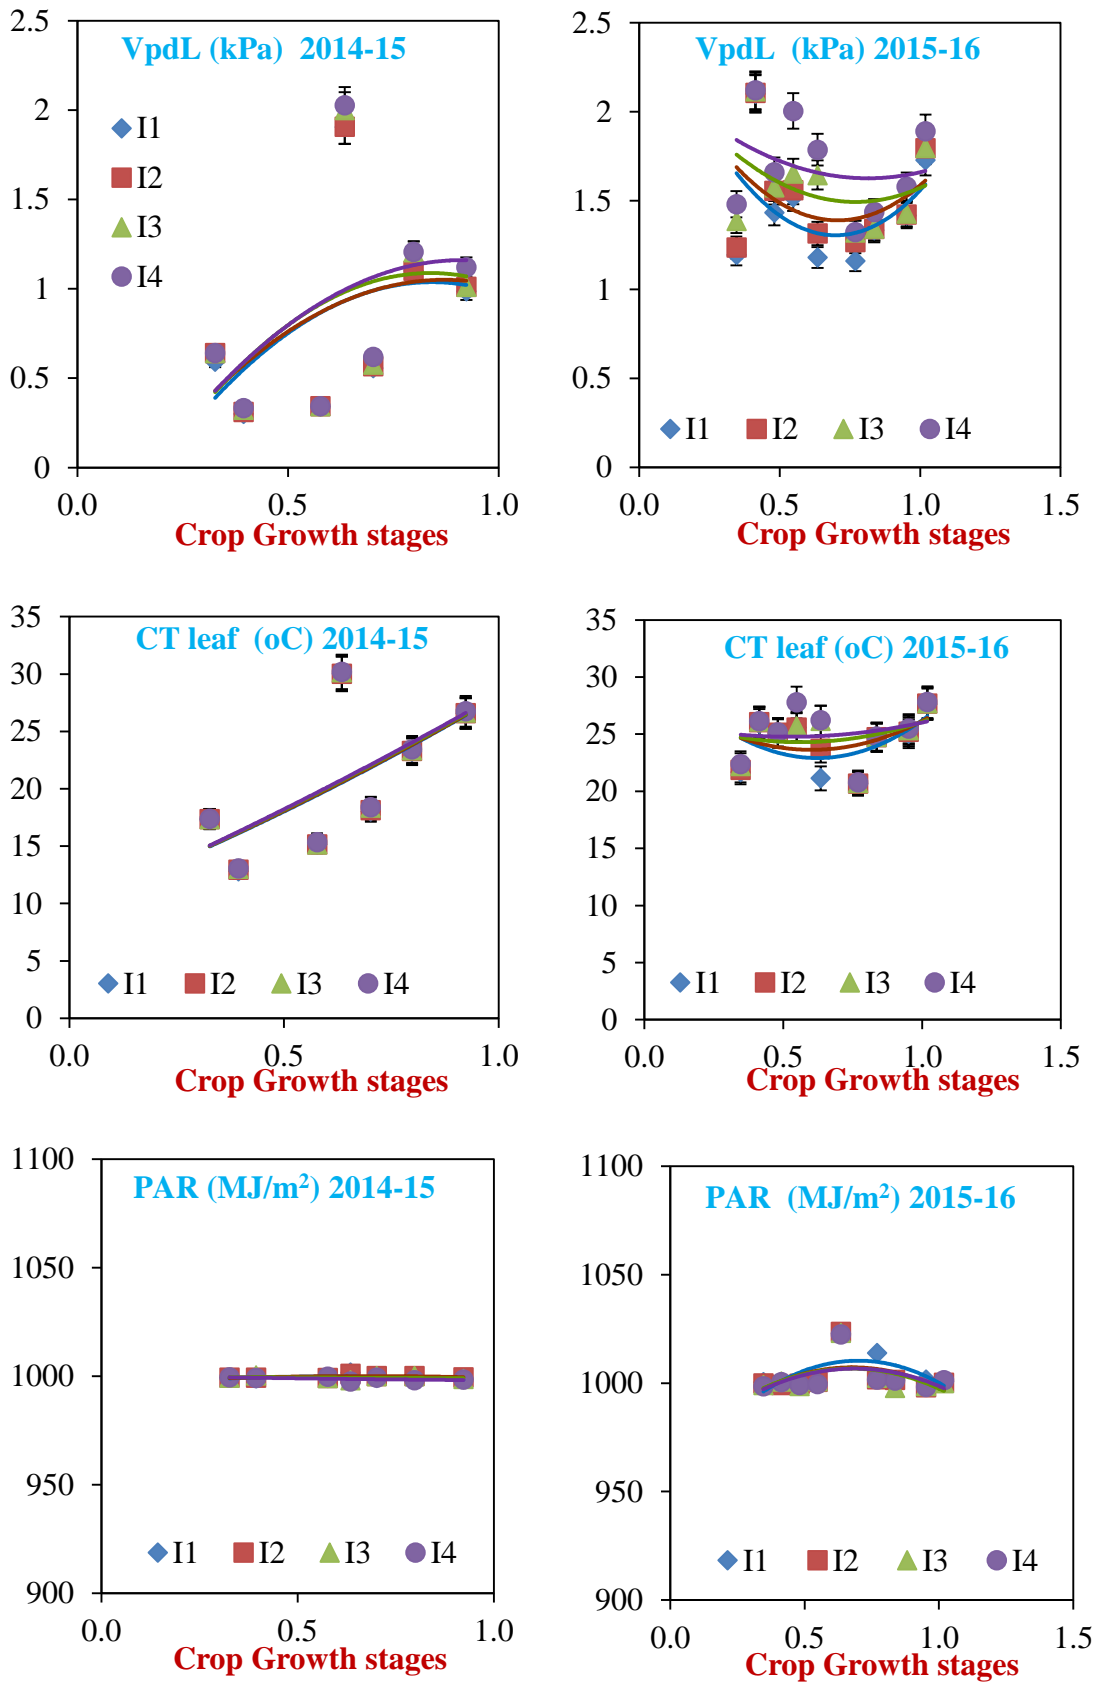 VpdL (kPa) 2014-15
2.5
2
1.5
1
0.5
0
I1
I2
I3
I4
0.0 0.5 1.0
Crop Growth stages
VpdL (kPa) 2015-16
2.5
2
1.5
1
0.5
0
I1 I2 I3 I4
0.0 0.5 1.0 1.5
Crop Growth stages
CT leaf (oC) 2014-15
35
30
25
20
15
10
5
0
I1 I2 I3 I4
0.0 0.5 1.0
Crop Growth stages
CT leaf (oC) 2015-16
35
30
25
20
15
10
5
0
I1 I2 I3 I4
0.0 0.5 1.0 1.5
Crop Growth stages
PAR (MJ/m²) 2014-15
1100
1050
1000
950
900
I1 I2 I3 I4
0.0 0.5 1.0
Crop Growth stages
PAR (MJ/m²) 2015-16
1100
1050
1000
950
900
I1 I2 I3 I4
0.0 0.5 1.0 1.5
Crop Growth stages